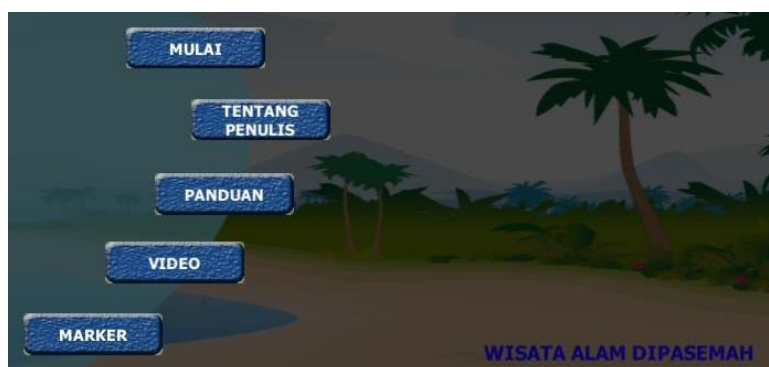 MULAI
TENTANG
PENULIS
PANDUAN
VIDEO
MARKER
WISATA ALAM DIPASEMAH